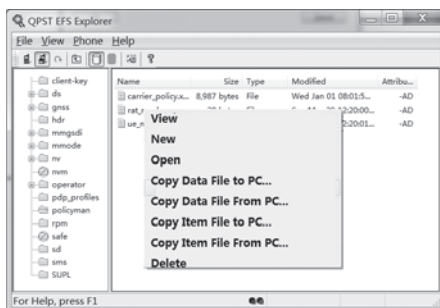 QPST EFS Explorer
File View Phone Help
client-key
ds
gnss
hdr
mmgsdi
mmode
nv
nvm
operator
pdp_profiles
policyman
rpm
safe
sd
sms
SUPL
Name Size Type Modified Attribu...
carrier_policy.x... 8,987 bytes File Wed Jan 01 08:01:5... -AD
-AD
-AD
View
New
Open
Copy Data File to PC...
Copy Data File From PC...
Copy Item File to PC...
Copy Item File From PC...
Delete
For Help, press F1